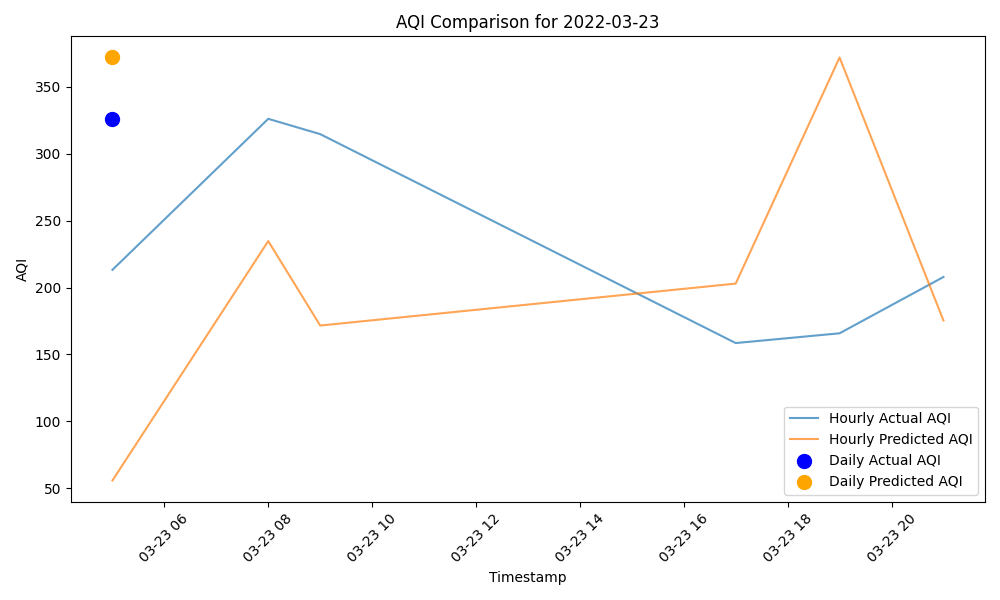 AQI Comparison for 2022-03-23
350
300
250
200
150
100
50
AQI
03-23 06
03-23 08
03-23 10
03-23 12
03-23 14
03-23 16
03-23 18
03-23 20
Timestamp
Hourly Actual AQI
Hourly Predicted AQI
Daily Actual AQI
Daily Predicted AQI